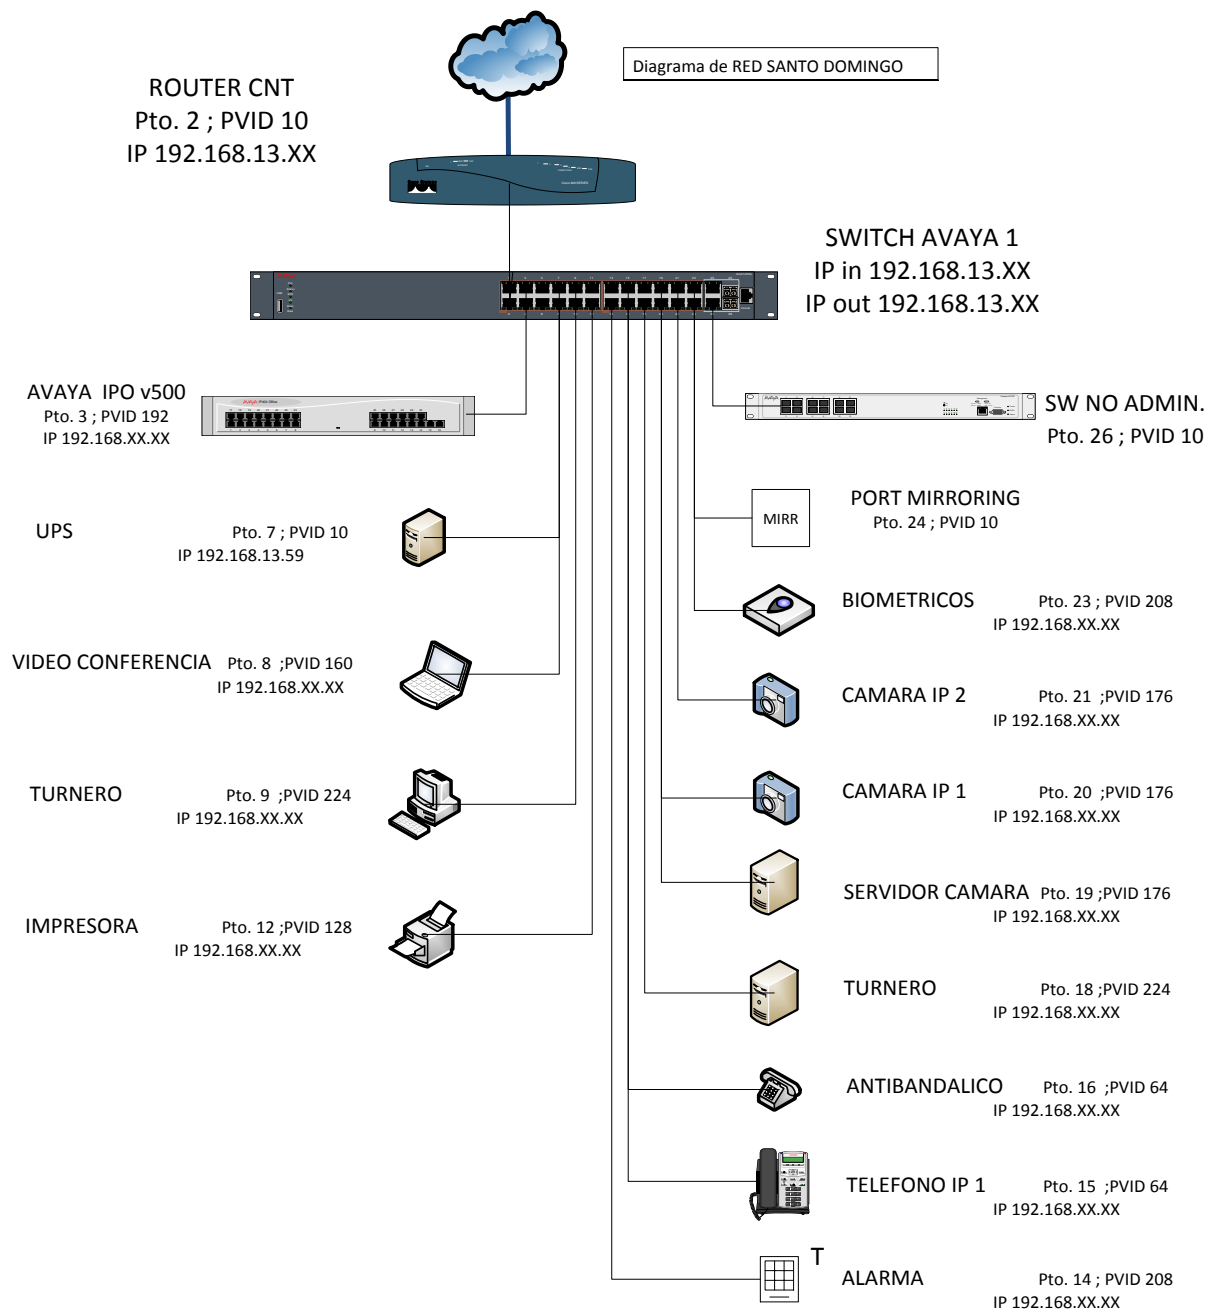 Diagrama de RED SANTO DOMINGO
ROUTER CNT
Pto. 2 ; PVID 10
IP 192.168.13.XX
SWITCH AVAYA 1
IP in 192.168.13.XX
IP out 192.168.13.XX
AVAYA IPO v500
Pto. 3 ; PVID 192
IP 192.168.XX.XX
SW NO ADMIN.
Pto. 26 ; PVID 10
UPS Pto. 7 ; PVID 10
IP 192.168.13.59
MIRR
PORT MIRRORING
Pto. 24 ; PVID 10
BIOMETRICOS Pto. 23 ; PVID 208
IP 192.168.XX.XX
VIDEO CONFERENCIA Pto. 8 ;PVID 160
IP 192.168.XX.XX
CAMARA IP 2 Pto. 21 ;PVID 176
IP 192.168.XX.XX
TURNERO Pto. 9 ;PVID 224
IP 192.168.XX.XX
CAMARA IP 1 Pto. 20 ;PVID 176
IP 192.168.XX.XX
SERVIDOR CAMARA Pto. 19 ;PVID 176
IP 192.168.XX.XX
IMPRESORA Pto. 12 ;PVID 128
IP 192.168.XX.XX
TURNERO Pto. 18 ;PVID 224
IP 192.168.XX.XX
ANTIBANDALICO Pto. 16 ;PVID 64
IP 192.168.XX.XX
TELEFONO IP 1 Pto. 15 ;PVID 64
IP 192.168.XX.XX
T
ALARMA Pto. 14 ; PVID 208
IP 192.168.XX.XX